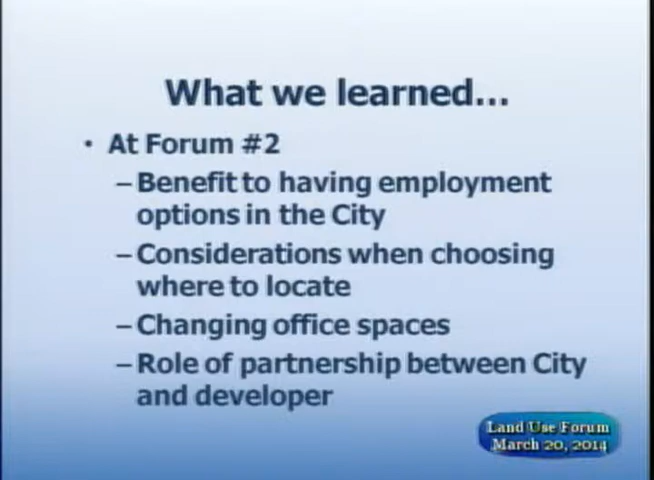 What we learned...
• At Forum #2
– Benefit to having employment
options in the City
– Considerations when choosing
where to locate
– Changing office spaces
– Role of partnership between City
and developer
Land Use Forum
March 20, 2014